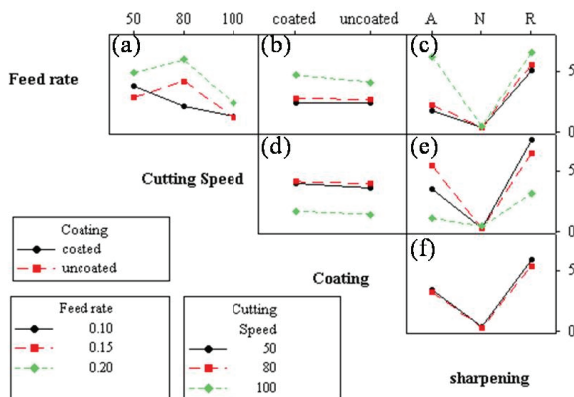 50 80 100 coated uncoated A N R
(a) (b) (c)
Feed rate
5
0
(d) (e)
Cutting Speed
5
0
Coating
costed
uncoated
(f)
Coating
5
0
Feed rate
0.10
0.15
0.20
Cutting
Speed
50
80
100
sharpening